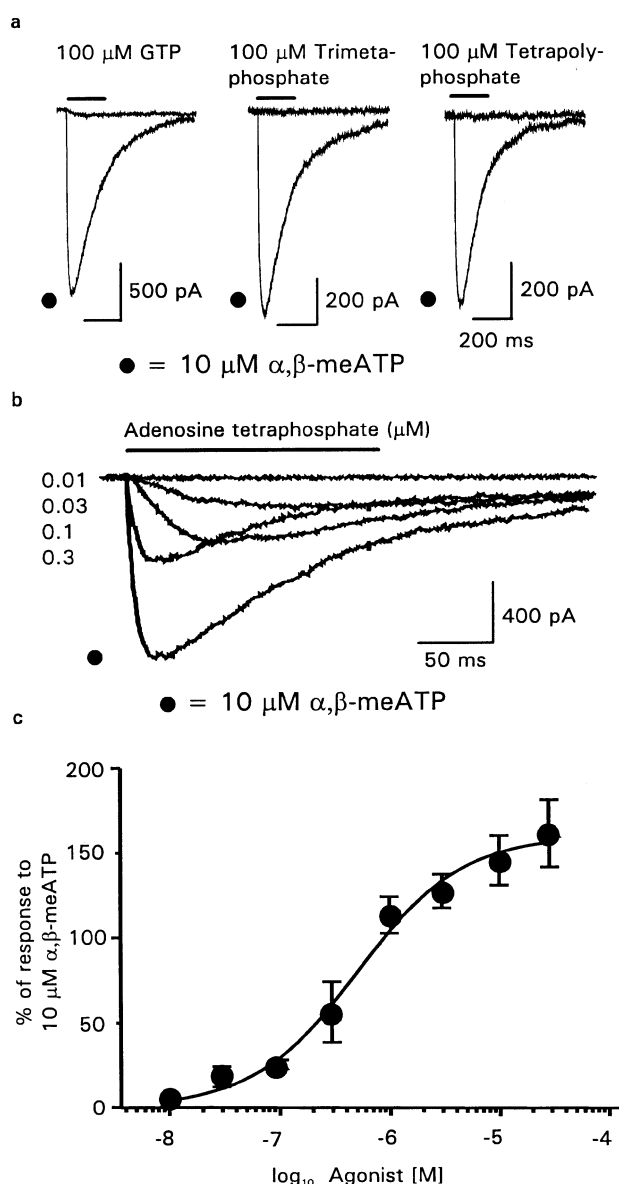 a
100 μM GTP
100 μM Trimeta-
phosphate
100 μM Tetrapoly-
phosphate
500 pA
200 pA
200 pA
200 ms
● = 10 μM α,β-meATP
b
Adenosine tetraphosphate (μM)
0.01
0.03
0.1
0.3
400 pA
50 ms
● = 10 μM α,β-meATP
c
% of response to
10 μM α,β-meATP
200
150
100
50
0
-8 -7 -6 -5 -4
log₁₀ Agonist [M]